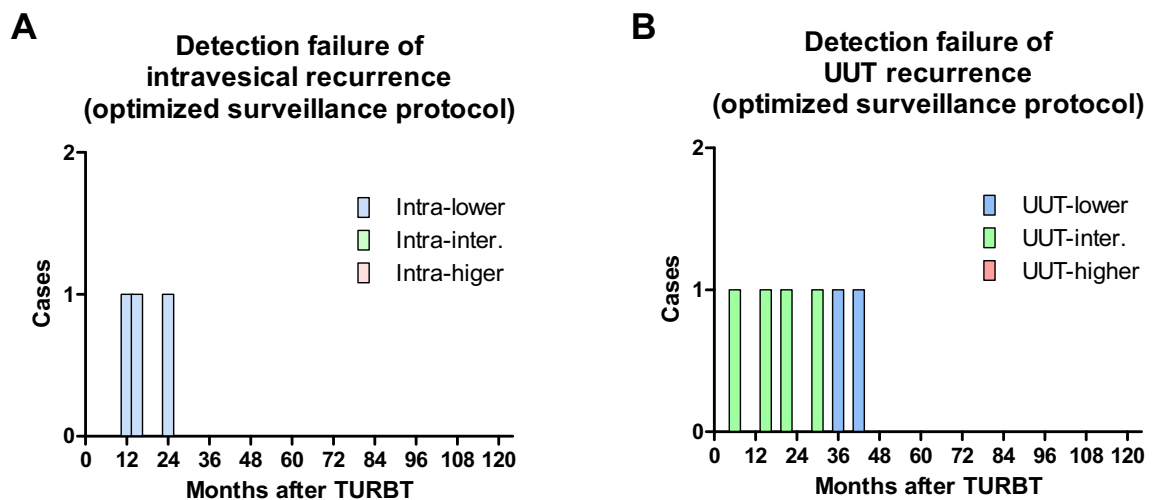 A
Detection failure of
intravesical recurrence
(optimized surveillance protocol)
2
1
0
Cases
Intra-lower
Intra-inter.
Intra-higer
0 12 24 36 48 60 72 84 96 108 120
Months after TURBT
B
Detection failure of
UUT recurrence
(optimized surveillance protocol)
2
1
0
Cases
UUT-lower
UUT-inter.
UUT-higher
0 12 24 36 48 60 72 84 96 108 120
Months after TURBT